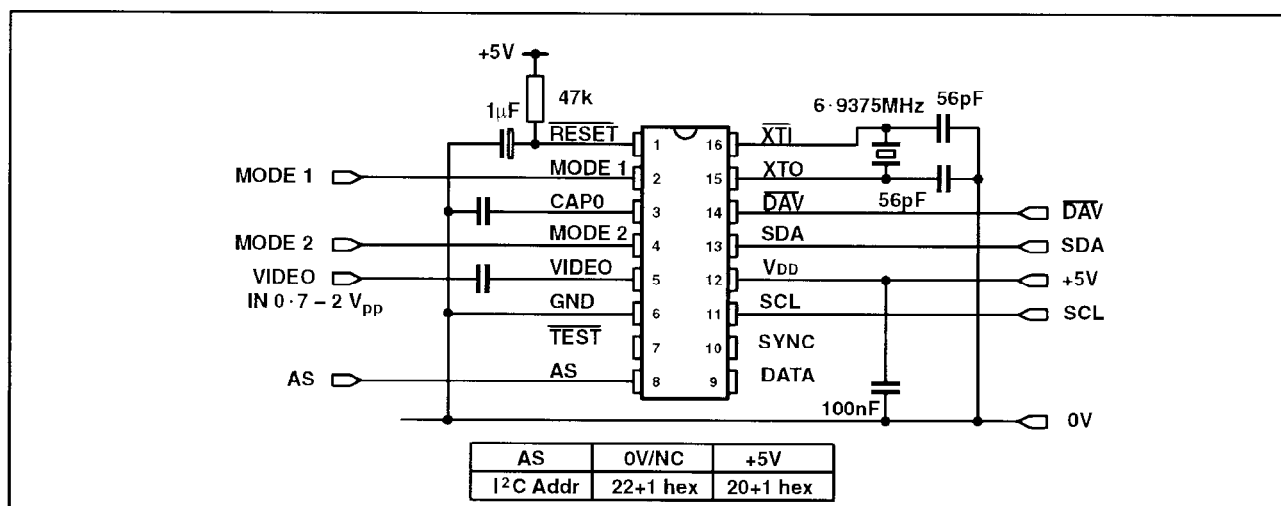 +5V
47k
1µF
6·9375MHz
56pF
RESET
1
16
XTI
MODE 1
MODE 1
2
15
XTO
56pF
CAP0
3
14
DAV
DAV
MODE 2
MODE 2
4
13
SDA
SDA
VIDEO
IN 0·7 – 2 Vpp
VIDEO
5
12
VDD
+5V
GND
6
11
SCL
SCL
TEST
7
10
SYNC
AS
AS
8
9
DATA
100nF
0V
AS 0V/NC +5V
I²C Addr 22+1 hex 20+1 hex